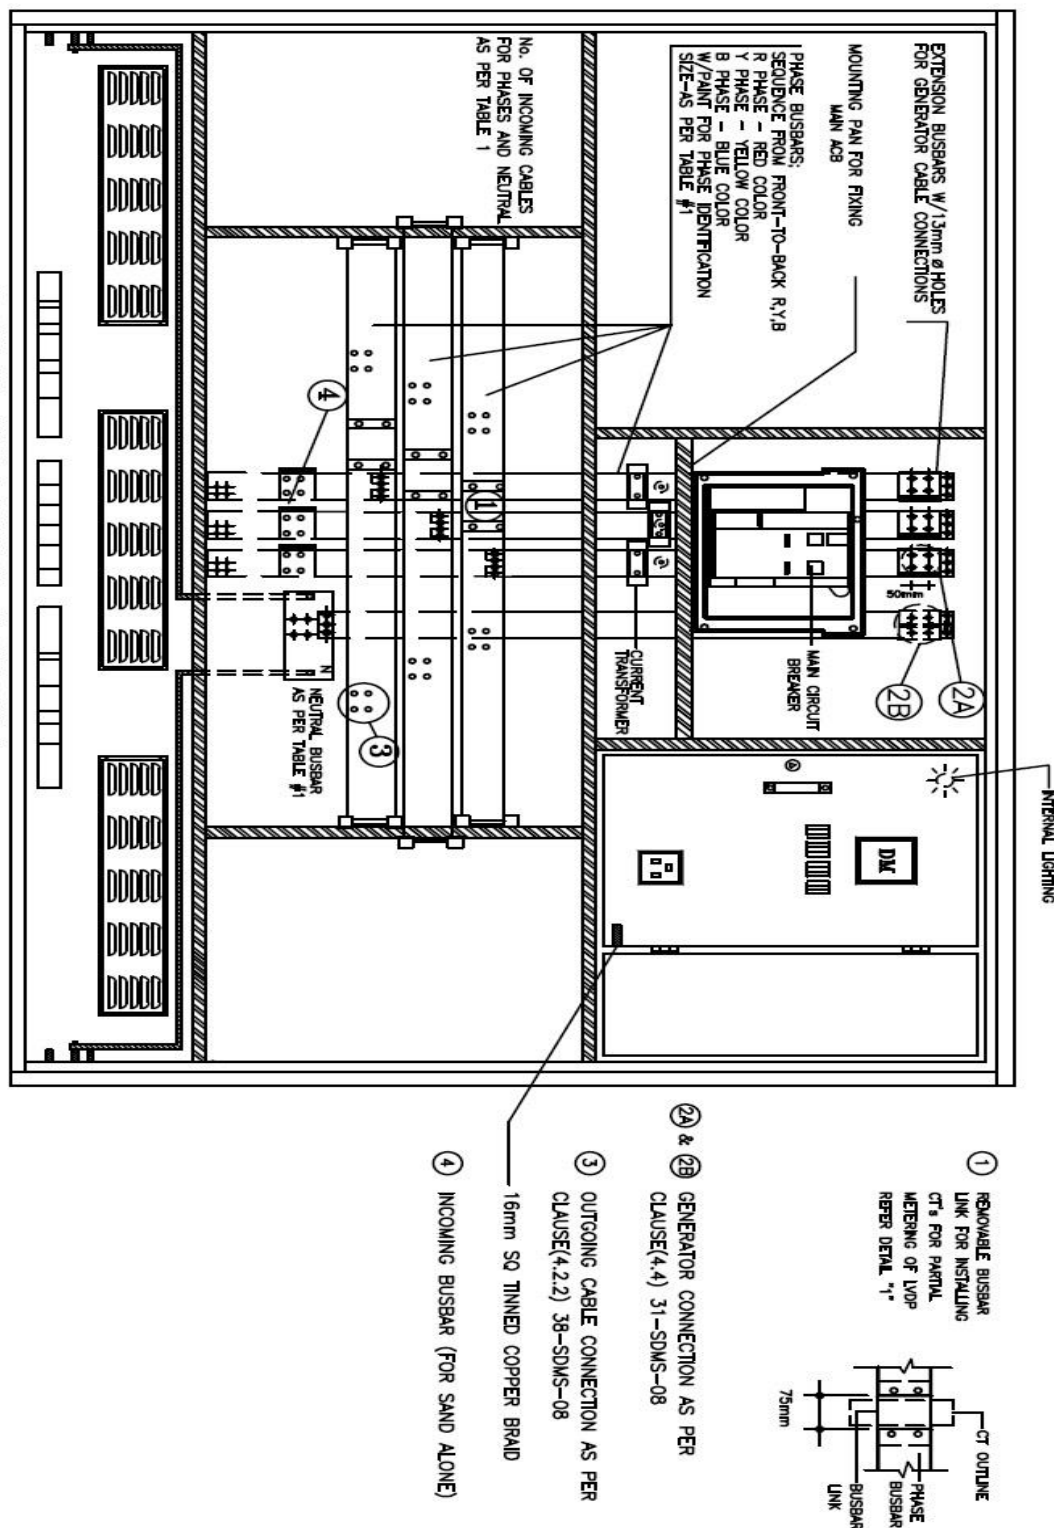 EXTENSION BUSBARS W/13mm ø HOLES
FOR GENERATOR CABLE CONNECTIONS
MOUNTING PAN FOR FIXING
MAIN ACB
PHASE BUSBARS;
SEQUENCE FROM FRONT-TO-BACK R,Y,B
R PHASE - RED COLOR
Y PHASE - YELLOW COLOR
B PHASE - BLUE COLOR
W/PAINT FOR PHASE IDENTIFICATION
SIZE-AS PER TABLE #1
No. OF INCOMING CABLES
FOR PHASES AND NEUTRAL
AS PER TABLE 1
50mm
2A
2B
MAIN CIRCUIT
BREAKER
CURRENT
TRANSFORMER
1
4
3
N
NEUTRAL BUSBAR
AS PER TABLE #1
INTERNAL LIGHTING
DM
1 REMOVABLE BUSBAR
LINK FOR INSTALLING
CT's FOR PARTIAL
METERING OF LVDP
REFER DETAIL "1"
CT OUTLINE
PHASE
BUSBAR
BUSBAR
LINK
75mm
2A & 2B GENERATOR CONNECTION AS PER
CLAUSE(4.4) 31-SDMS-08
3 OUTGOING CABLE CONNECTION AS PER
CLAUSE(4.2.2) 38-SDMS-08
16mm SQ TINNED COPPER BRAID
4 INCOMING BUSBAR (FOR SAND ALONE)